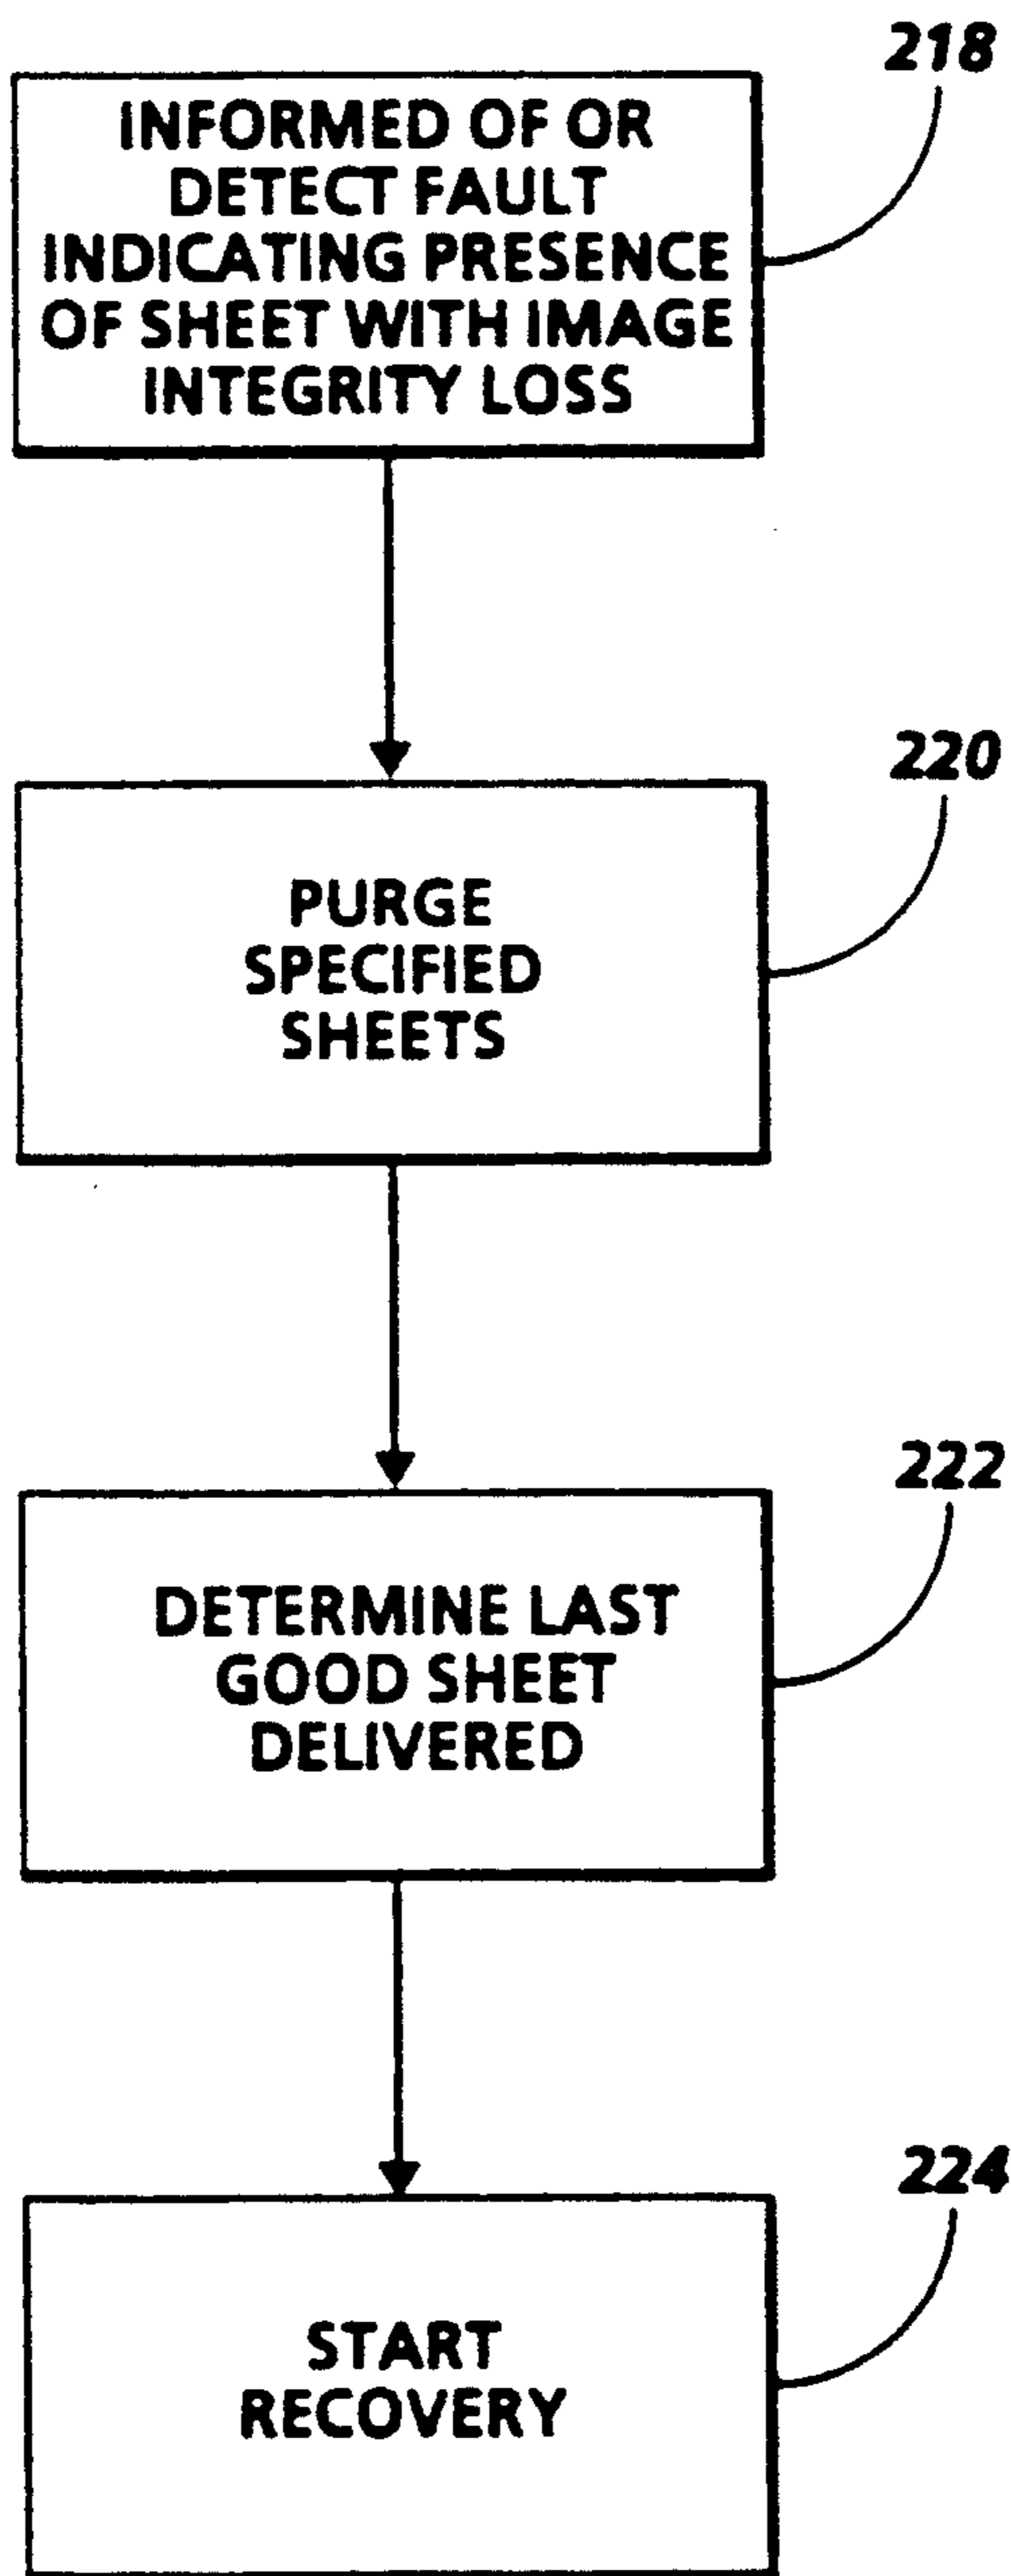 218
INFORMED OF OR
DETECT FAULT
INDICATING PRESENCE
OF SHEET WITH IMAGE
INTEGRITY LOSS
220
PURGE
SPECIFIED
SHEETS
222
DETERMINE LAST
GOOD SHEET
DELIVERED
224
START
RECOVERY